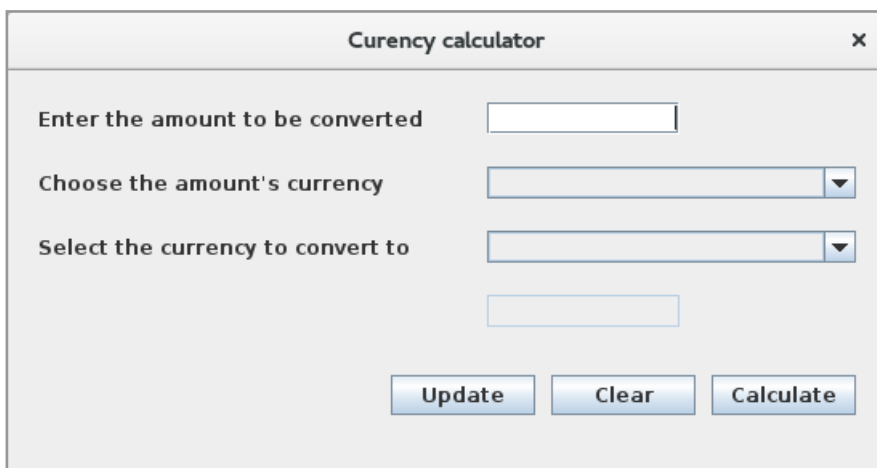 Curency calculator
Enter the amount to be converted
Choose the amount's currency
Select the currency to convert to
Update Clear Calculate